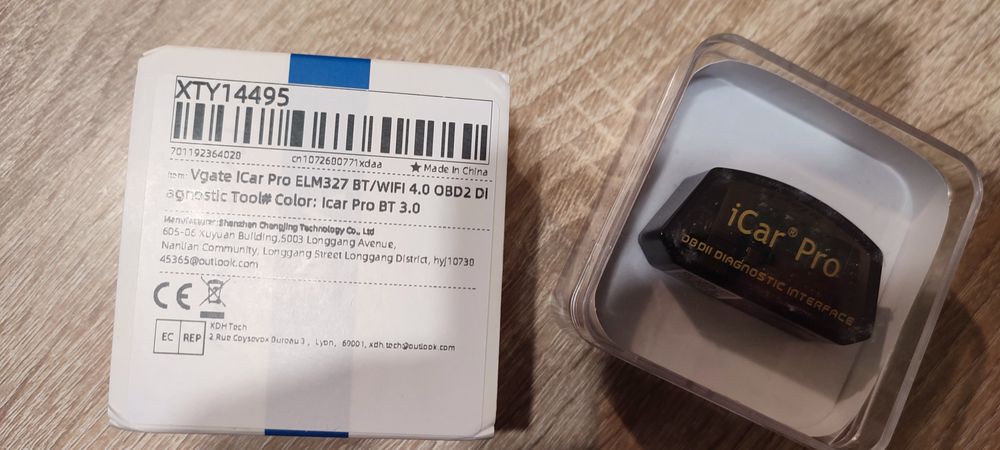 XTY14495
701192364020 cn1072680771xdaa ★ Made in China
Item: Vgate ICar Pro ELM327 BT/WIFI 4.0 OBD2 Di
agnostic Tool# Color: Icar Pro BT 3.0
Manufacturer:Shenzhen Chengjing Technology Co., Ltd
605-06 Xuyuan Building,5003 Longgang Avenue,
Nanlian Community, Longgang Street Longgang District, hyj10730
45365@outlook.com
CE
EC REP
XDH Tech
2 Rue Coysevox Bureau 3 , Lyon, 69001, xdh.tech@outlook.com
iCar® Pro
OBDII DIAGNOSTIC INTERFACE